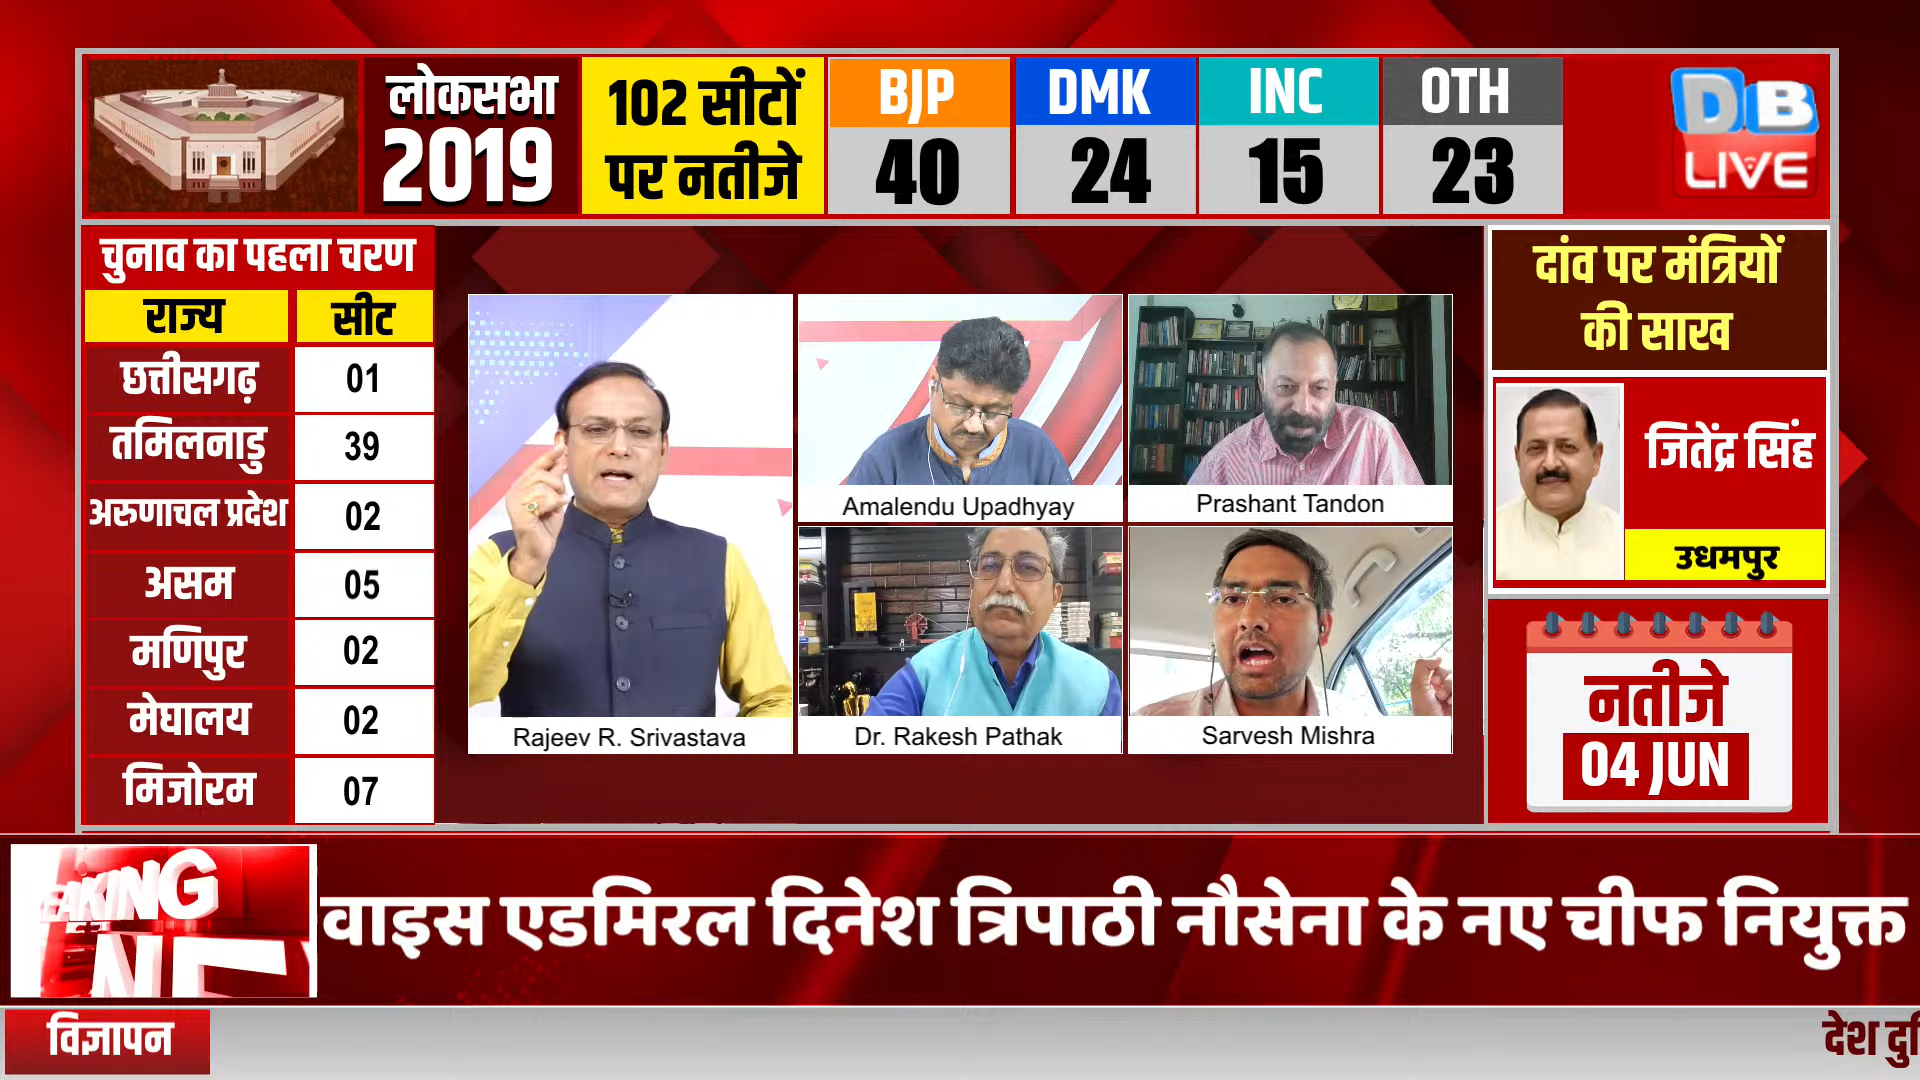 लोकसभा
2019
102 सीटों
पर नतीजे
BJP
40
DMK
24
INC
15
OTH
23
DB
LIVE
चुनाव का पहला चरण
राज्य सीट
छत्तीसगढ़ 01
तमिलनाडु 39
अरुणाचल प्रदेश 02
असम 05
मणिपुर 02
मेघालय 02
मिजोरम 07
Amalendu Upadhyay
Prashant Tandon
Rajeev R. Srivastava
Dr. Rakesh Pathak
Sarvesh Mishra
दांव पर मंत्रियों
की साख
जितेंद्र सिंह
उधमपुर
नतीजे
04 JUN
EAKING
वाइस एडमिरल दिनेश त्रिपाठी नौसेना के नए चीफ नियुक्त
विज्ञापन
देश